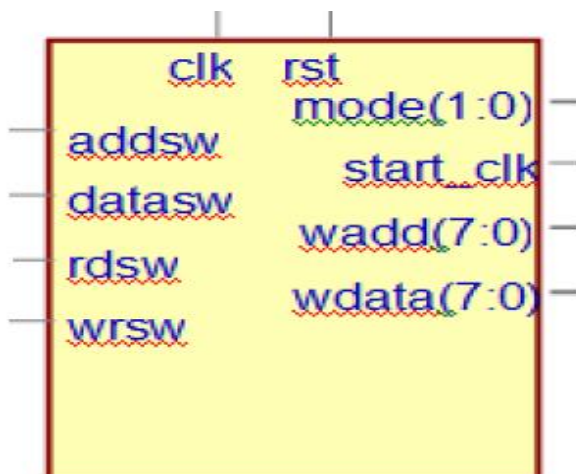 clk rst
mode(1:0)
addsw
start_clk
datasw
wadd(7:0)
rdsw
wdata(7:0)
wrsw